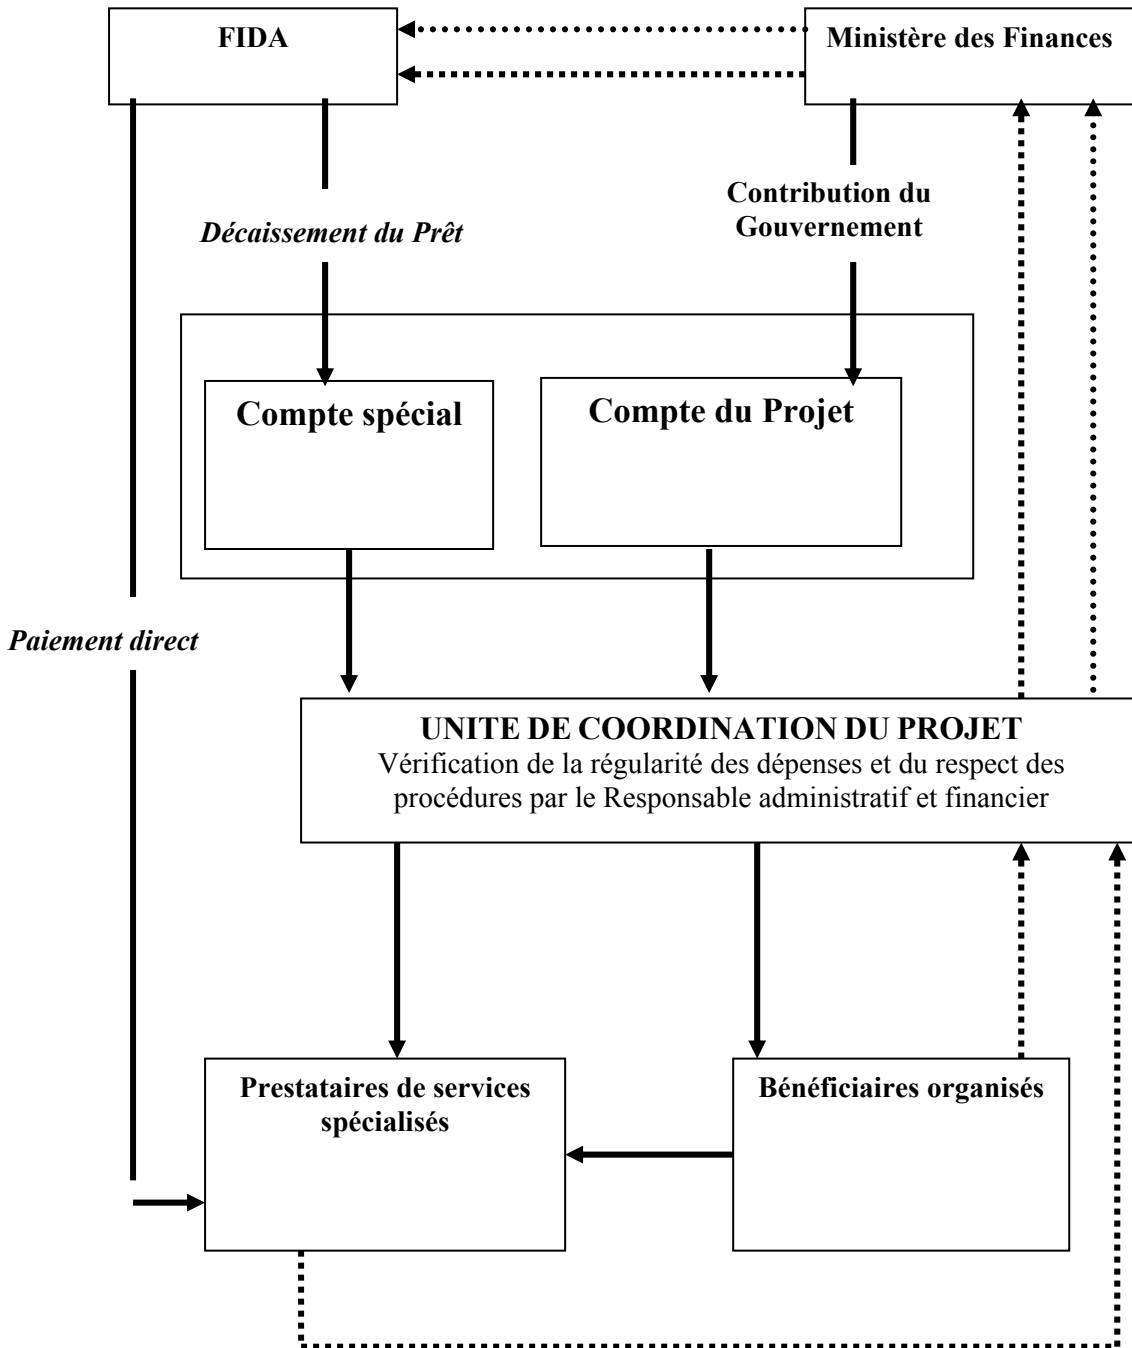 FIDA
Ministère des Finances
Contribution du
Gouvernement
Décaissement du Prêt
Compte spécial
Compte du Projet
Paiement direct
UNITE DE COORDINATION DU PROJET
Vérification de la régularité des dépenses et du respect des
procédures par le Responsable administratif et financier
Prestataires de services
spécialisés
Bénéficiaires organisés